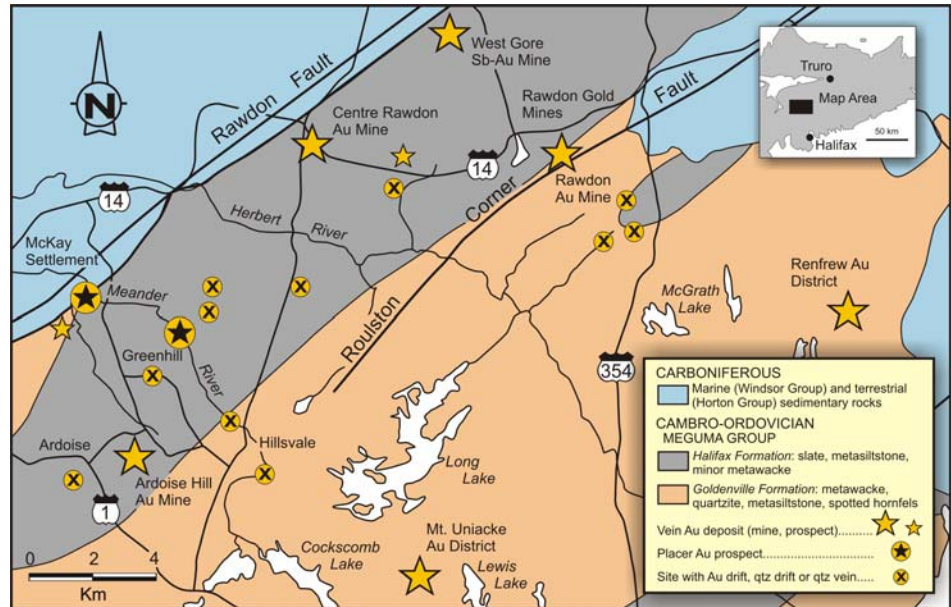 West Gore
Sb-Au Mine
Rawdon Fault
Centre Rawdon
Au Mine
Rawdon Gold
Mines
Fault
Truro
Map Area
Halifax
50 km
N
14
14
Corner
Rawdon
Au Mine
Herbert
River
McKay
Settlement
Meander
River
Roulston
McGrath
Lake
Renfrew Au
District
Greenhill
354
Ardoise
Hillsvale
Ardoise Hill
Au Mine
Long
Lake
1
Mt. Uniacke
Au District
Cockscomb
Lake
Lewis
Lake
0 2 4
Km
CARBONIFEROUS
Marine (Windsor Group) and terrestrial
(Horton Group) sedimentary rocks
CAMBRO-ORDOVICIAN
MEGUMA GROUP
Halifax Formation: slate, metasiltstone,
minor metawacke
Goldenville Formation: metawacke,
quartzite, metasiltstone, spotted hornfels
Vein Au deposit (mine, prospect).........
Placer Au prospect..............................
Site with Au drift, qtz drift or qtz vein.....